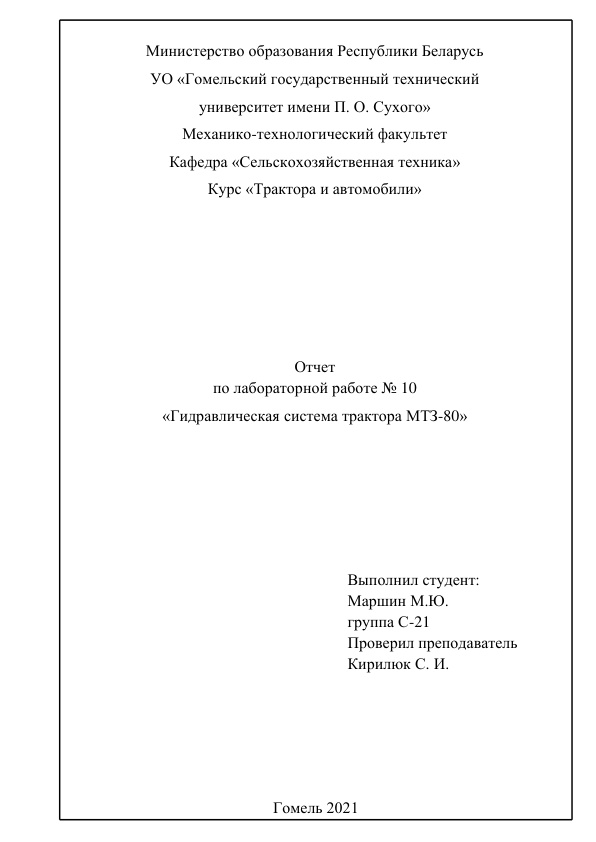 Министерство образования Республики Беларусь
УО «Гомельский государственный технический
университет имени П. О. Сухого»
Механико-технологический факультет
Кафедра «Сельскохозяйственная техника»
Курс «Трактора и автомобили»
Отчет
по лабораторной работе № 10
«Гидравлическая система трактора МТЗ-80»
Выполнил студент:
Маршин М.Ю.
группа С-21
Проверил преподаватель
Кирилюк С. И.
Гомель 2021